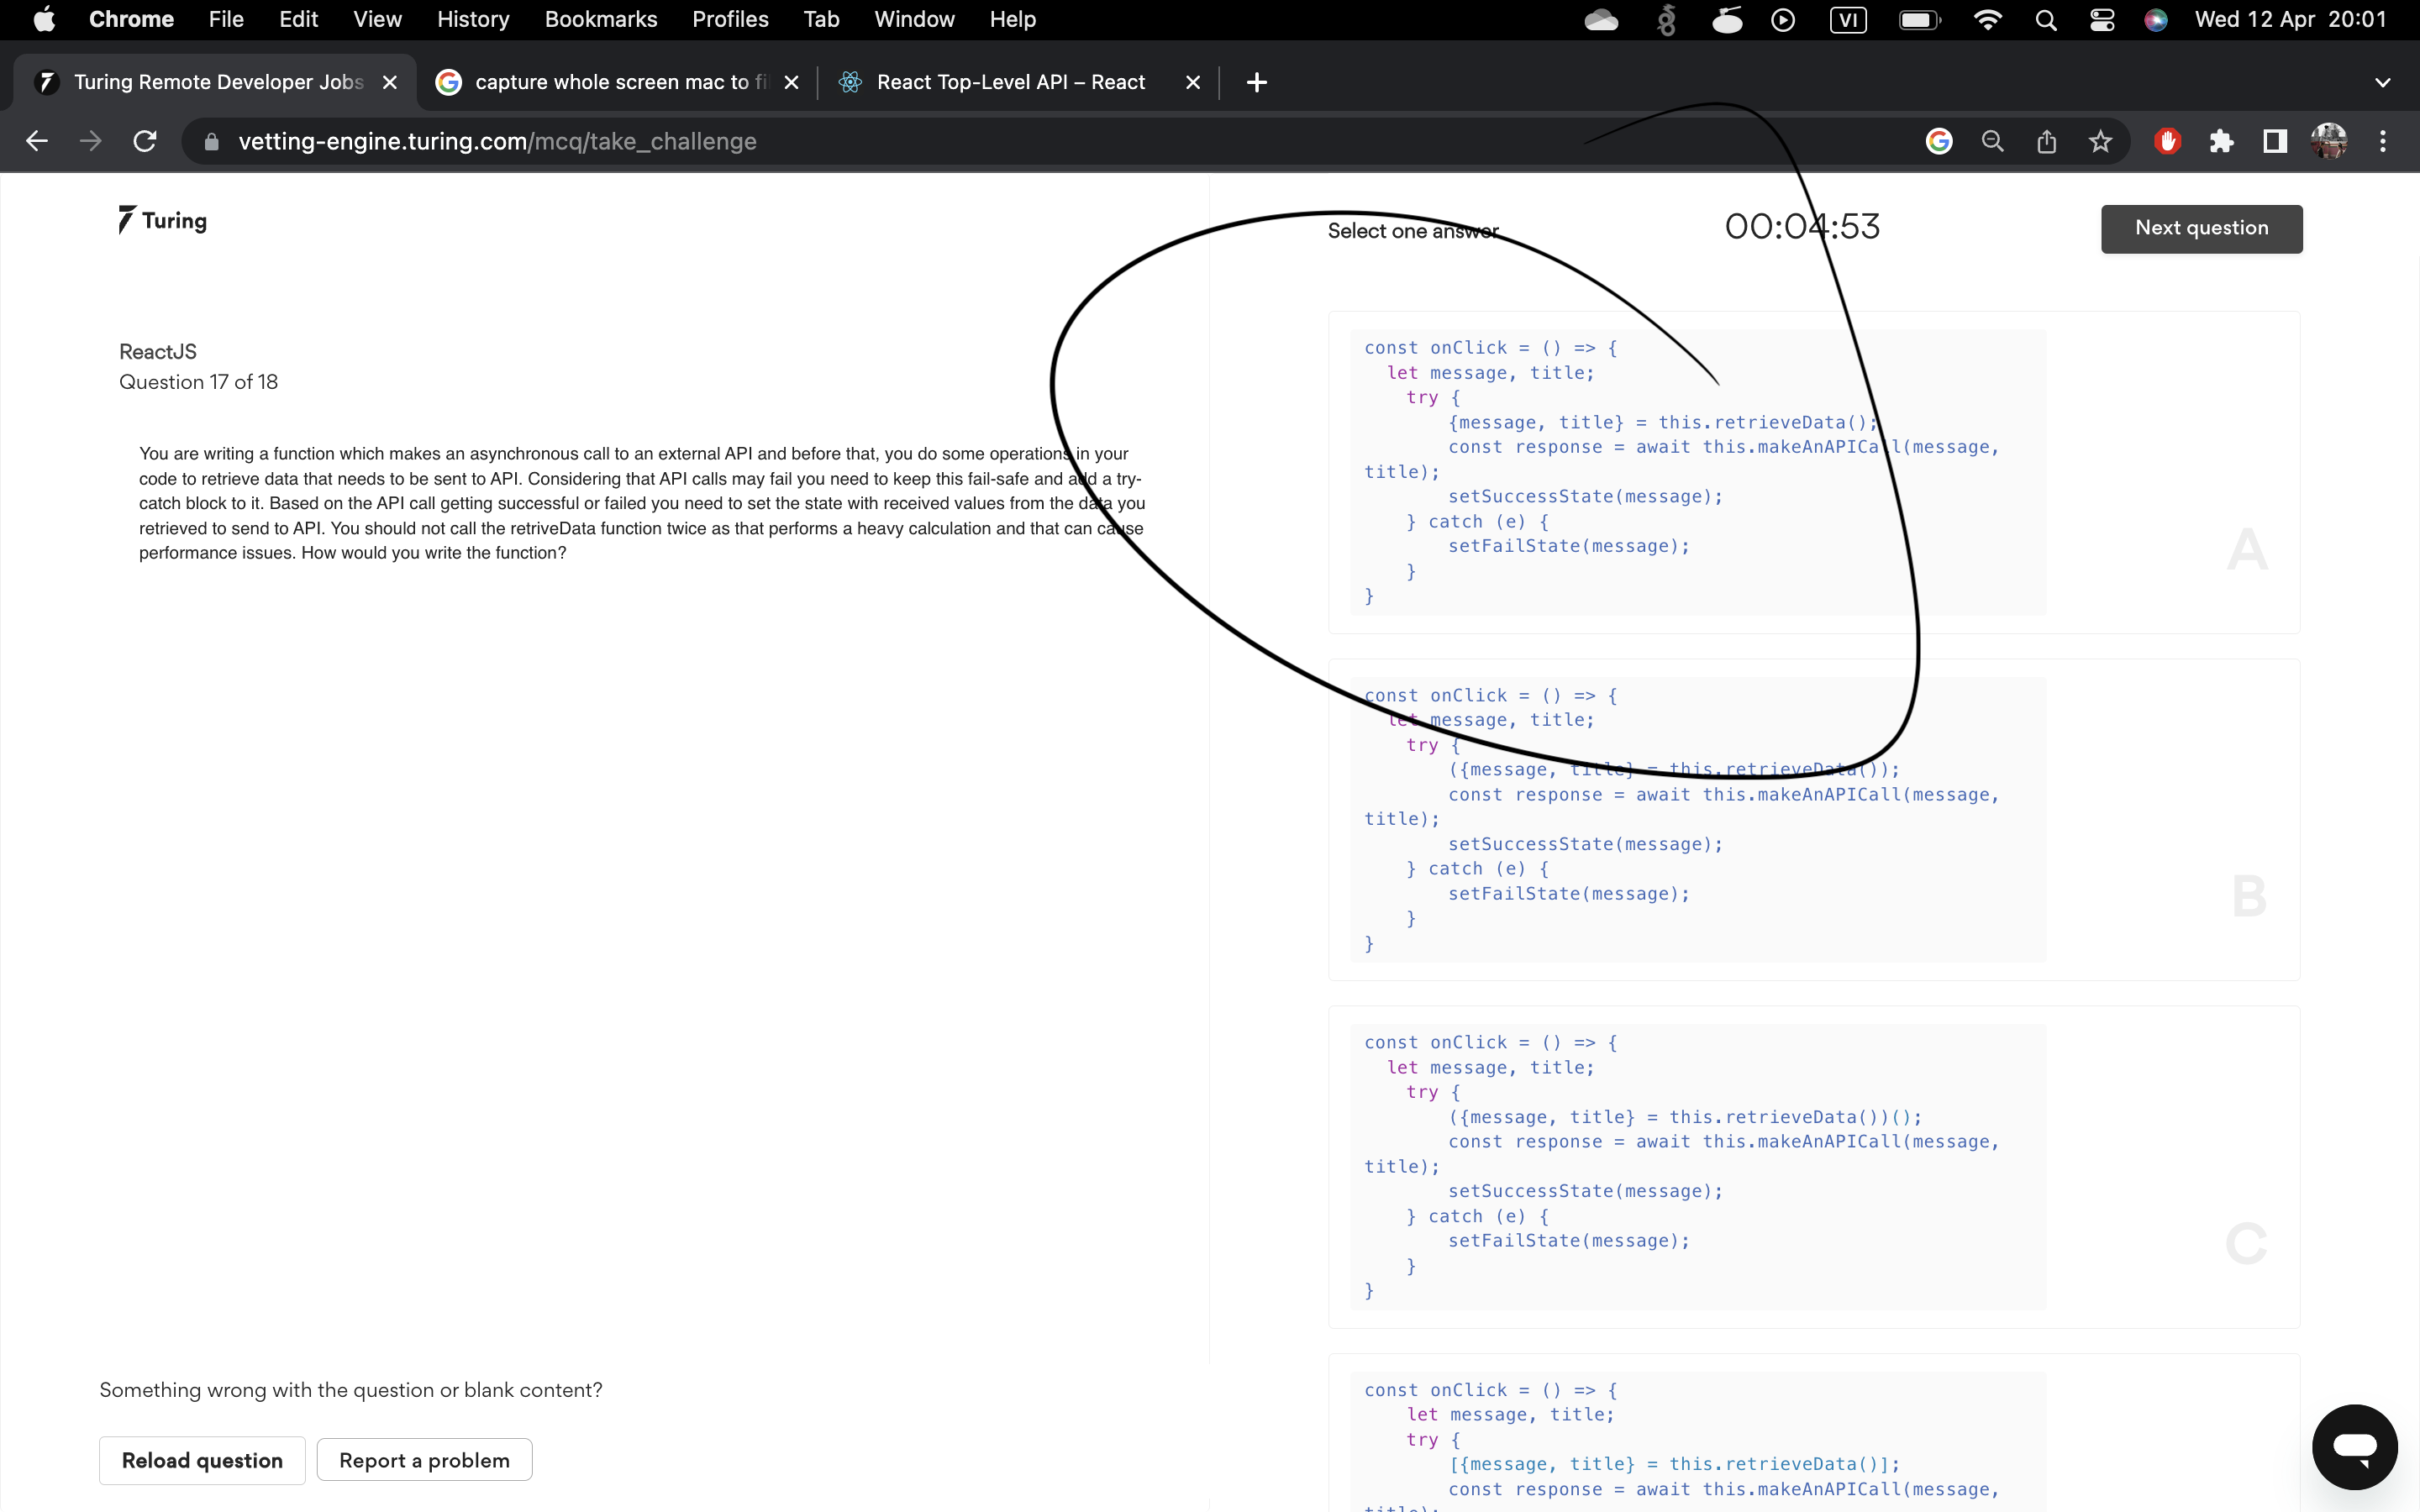 Chrome File Edit View History Bookmarks Profiles Tab Window Help VI Wed 12 Apr 20:01
Turing Remote Developer Jobs capture whole screen mac to fi React Top-Level API – React
vetting-engine.turing.com/mcq/take_challenge
Turing
Select one answer
00:04:53
Next question
ReactJS
Question 17 of 18
You are writing a function which makes an asynchronous call to an external API and before that, you do some operations in your
code to retrieve data that needs to be sent to API. Considering that API calls may fail you need to keep this fail-safe and add a try-
catch block to it. Based on the API call getting successful or failed you need to set the state with received values from the data you
retrieved to send to API. You should not call the retriveData function twice as that performs a heavy calculation and that can cause
performance issues. How would you write the function?
const onClick = () => {
let message, title;
try {
{message, title} = this.retrieveData();
const response = await this.makeAnAPICall(message,
title);
setSuccessState(message);
} catch (e) {
setFailState(message);
}
}
A
const onClick = () => {
let message, title;
try {
({message, title} = this.retrieveData());
const response = await this.makeAnAPICall(message,
title);
setSuccessState(message);
} catch (e) {
setFailState(message);
}
}
B
const onClick = () => {
let message, title;
try {
({message, title} = this.retrieveData())();
const response = await this.makeAnAPICall(message,
title);
setSuccessState(message);
} catch (e) {
setFailState(message);
}
}
C
const onClick = () => {
let message, title;
try {
[{message, title} = this.retrieveData()];
const response = await this.makeAnAPICall(message,
title);
Something wrong with the question or blank content?
Reload question
Report a problem